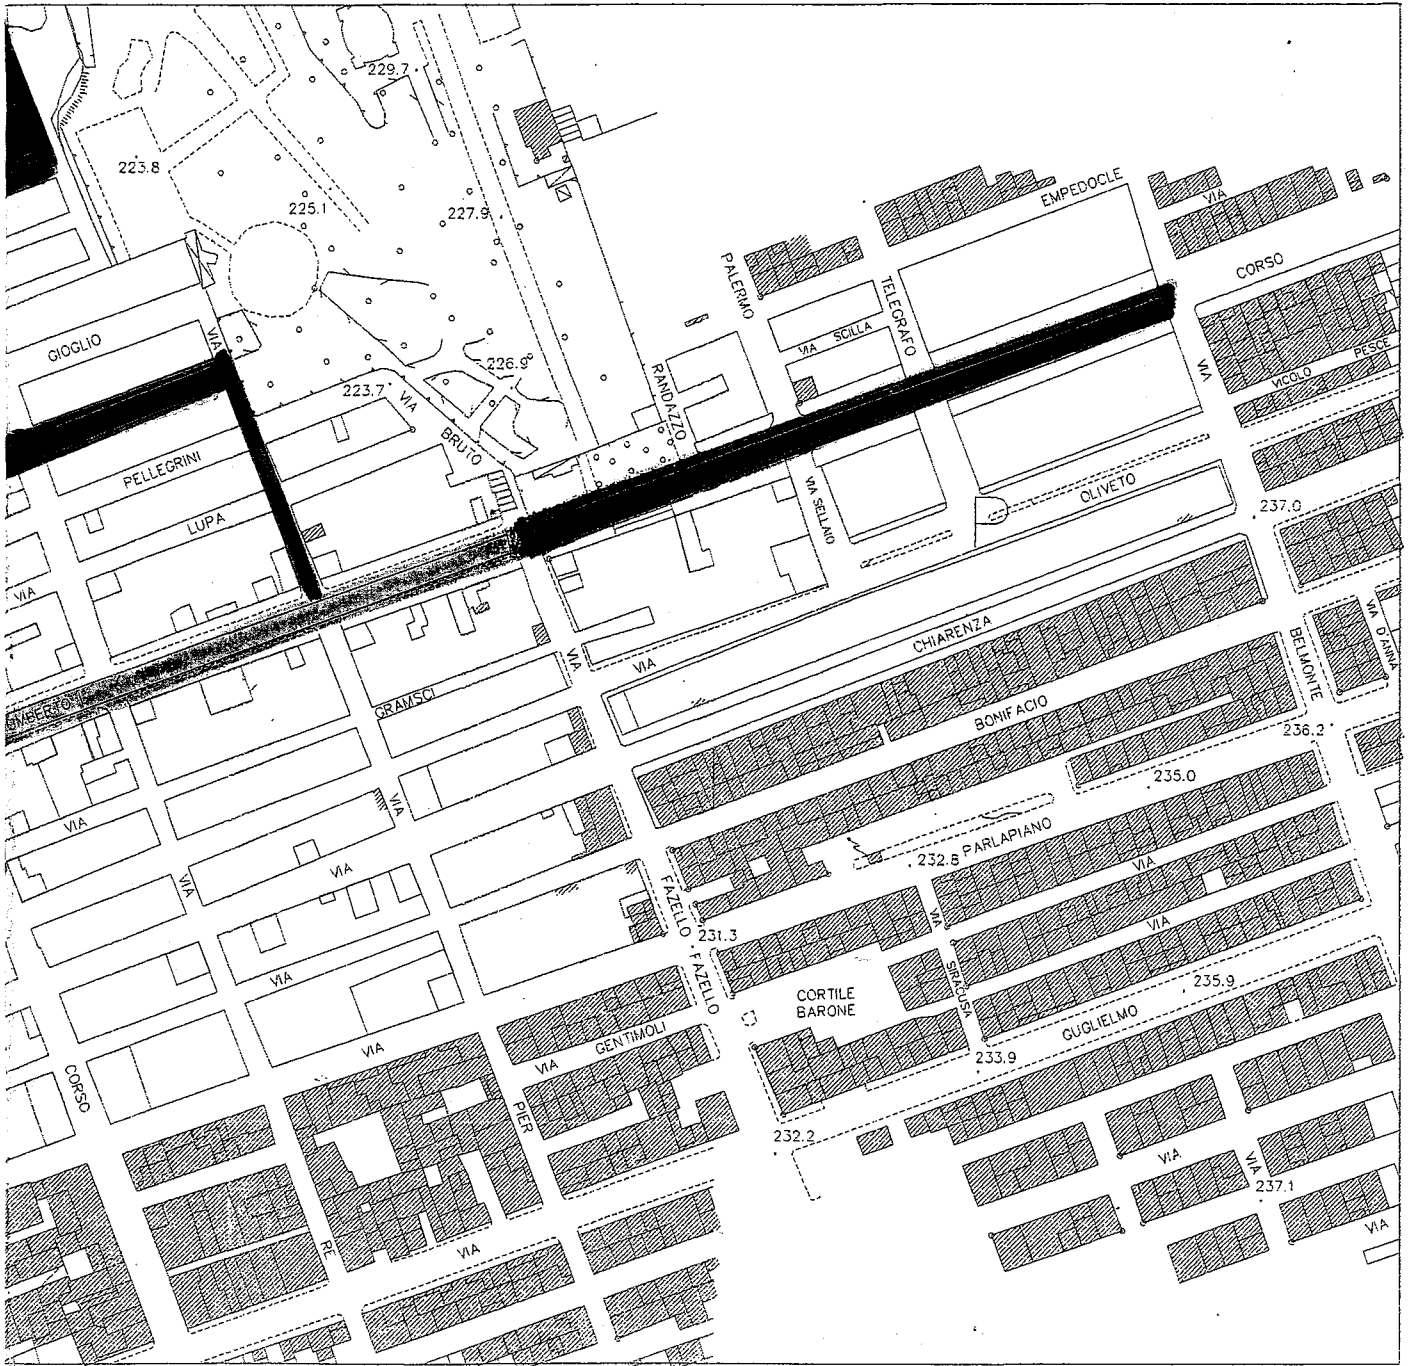 229.7
223.8
225.1
227.9
EMPEDOCLE
VIA
PALERMO
CORSO
TELEGRAFO
GIOGLIO
VIA
VIA SCILLA
PESCE
VICOLO
VIA
226.9
223.7
VIA
BRUTO
RANDAZZO
PELLEGRINI
LUPA
VIA SELLAIO
OLIVETO
237.0
VIA
CHIARENZA
VIA D'ANNA
BELMONTE
VIA
VIA
UMBERTO
GRAMSCI
BONIFACIO
236.2
235.0
VIA
VIA
PARLAPIANO
232.8
VIA
VIA
VIA
FAZELLO
VIA
VIA
231.3
FAZELLO
SIRACUSA
VIA
235.9
CORTILE
BARONE
GUGLIELMO
GENTIMOLI
VIA
VIA
233.9
CORSO
PIER
232.2
VIA
VIA
237.1
VIA
RE
VIA